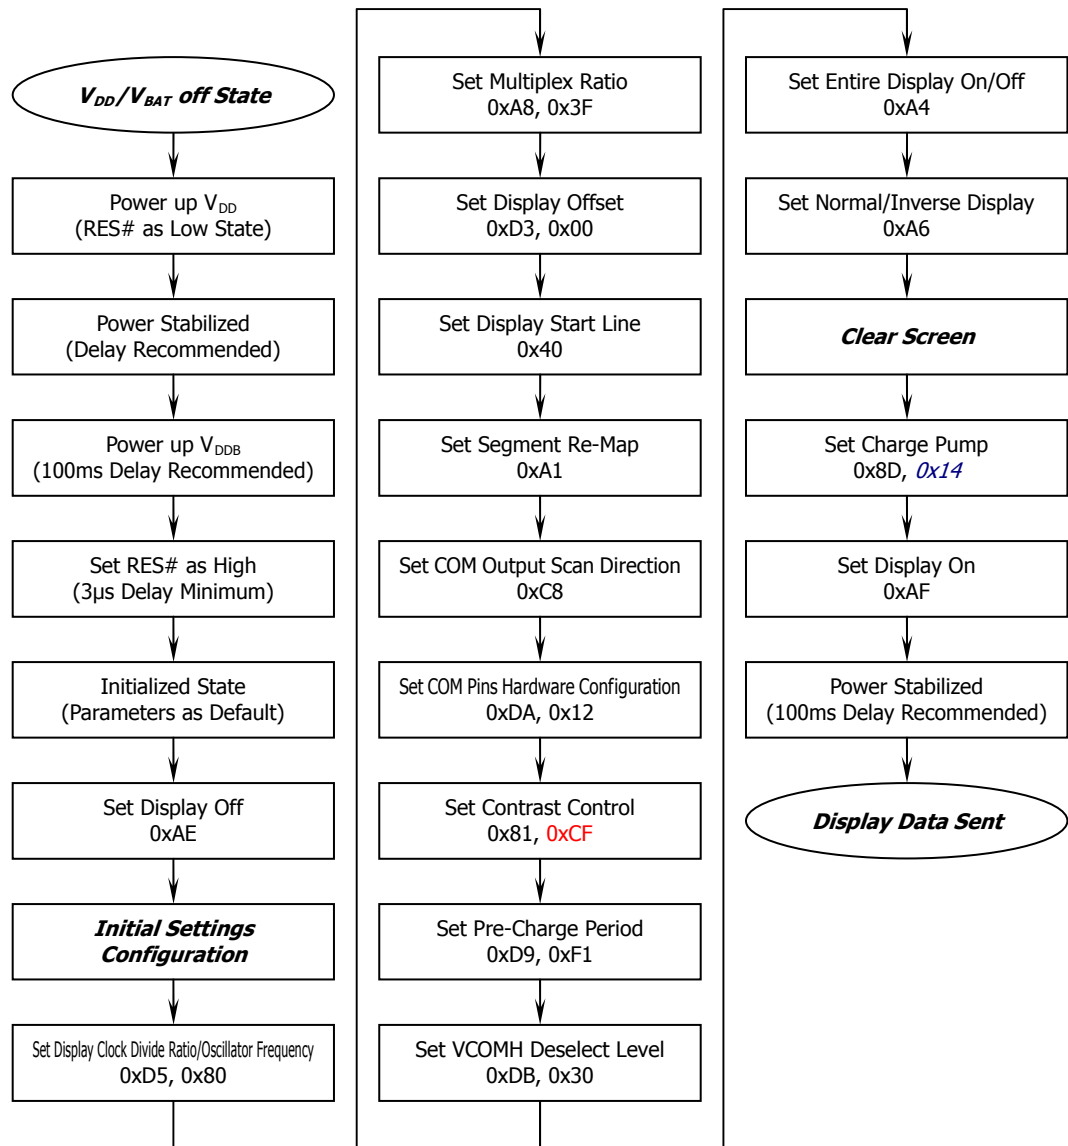 V_DD/V_BAT off State
Power up V_DD
(RES# as Low State)
Power Stabilized
(Delay Recommended)
Power up V_DDB
(100ms Delay Recommended)
Set RES# as High
(3μs Delay Minimum)
Initialized State
(Parameters as Default)
Set Display Off
0xAE
Initial Settings
Configuration
Set Display Clock Divide Ratio/Oscillator Frequency
0xD5, 0x80
Set Multiplex Ratio
0xA8, 0x3F
Set Display Offset
0xD3, 0x00
Set Display Start Line
0x40
Set Segment Re-Map
0xA1
Set COM Output Scan Direction
0xC8
Set COM Pins Hardware Configuration
0xDA, 0x12
Set Contrast Control
0x81, 0xCF
Set Pre-Charge Period
0xD9, 0xF1
Set VCOMH Deselect Level
0xDB, 0x30
Set Entire Display On/Off
0xA4
Set Normal/Inverse Display
0xA6
Clear Screen
Set Charge Pump
0x8D, 0x14
Set Display On
0xAF
Power Stabilized
(100ms Delay Recommended)
Display Data Sent